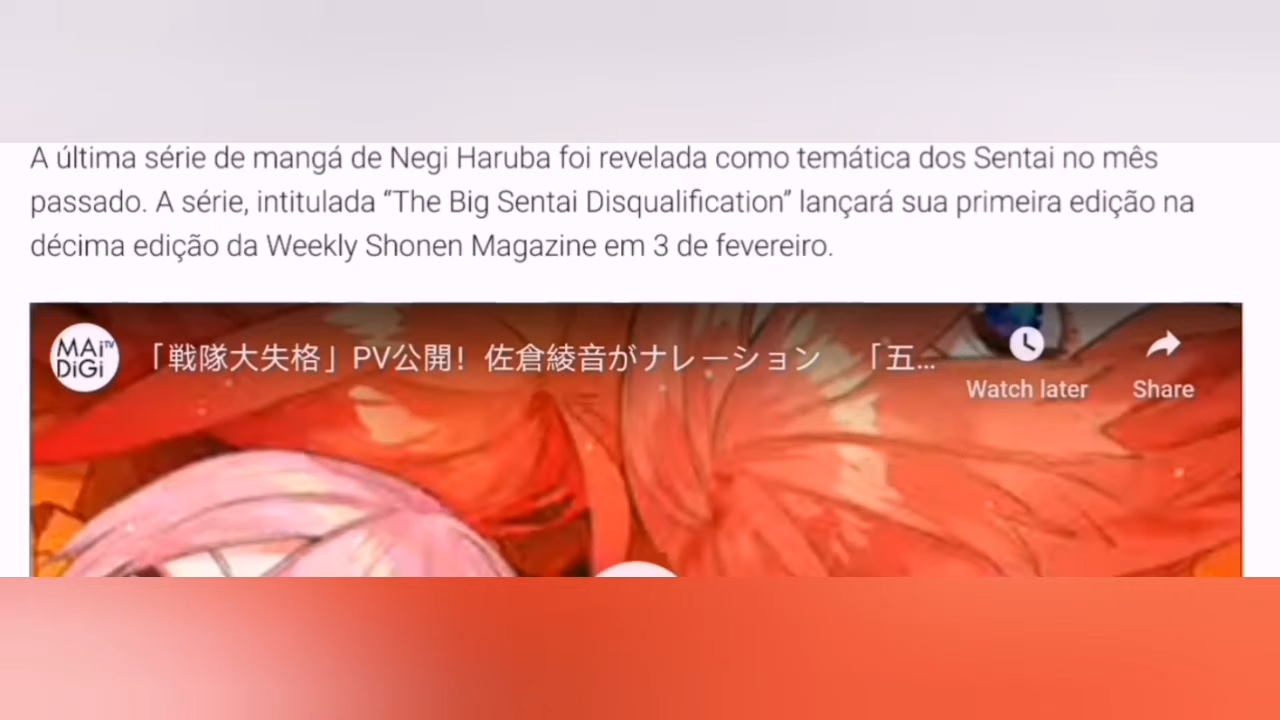 A última série de mangá de Negi Haruba foi revelada como temática dos Sentai no mês
passado. A série, intitulada “The Big Sentai Disqualification” lançará sua primeira edição na
décima edição da Weekly Shonen Magazine em 3 de fevereiro.
MAiTV
DiGi
「戦隊大失格」PV公開！佐倉綾音がナレーション 「五...
Watch later
Share